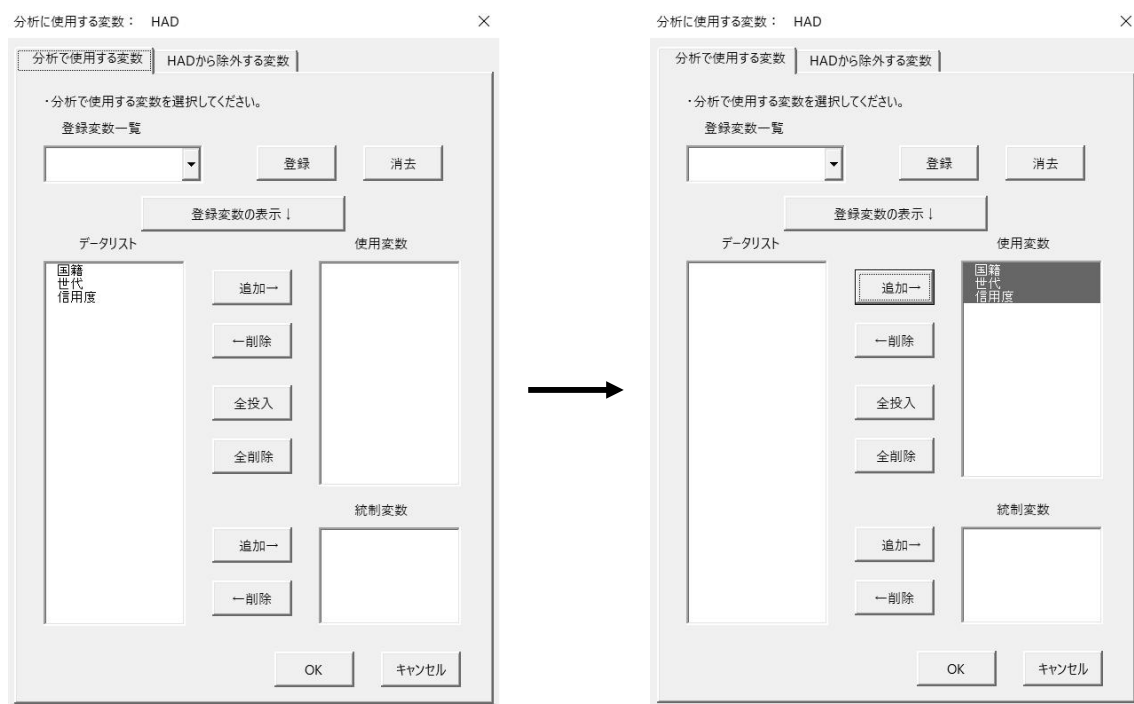 分析に使用する変数： HAD
分析で使用する変数 HADから除外する変数
・分析で使用する変数を選択してください。
登録変数一覧
登録 消去
登録変数の表示↓
データリスト 使用変数
国籍
世代
信用度
追加→
←削除
全投入
全削除
統制変数
追加→
←削除
OK キャンセル
分析に使用する変数： HAD
分析で使用する変数 HADから除外する変数
・分析で使用する変数を選択してください。
登録変数一覧
登録 消去
登録変数の表示↓
データリスト 使用変数
追加→
国籍
世代
信用度
←削除
全投入
全削除
統制変数
追加→
←削除
OK キャンセル